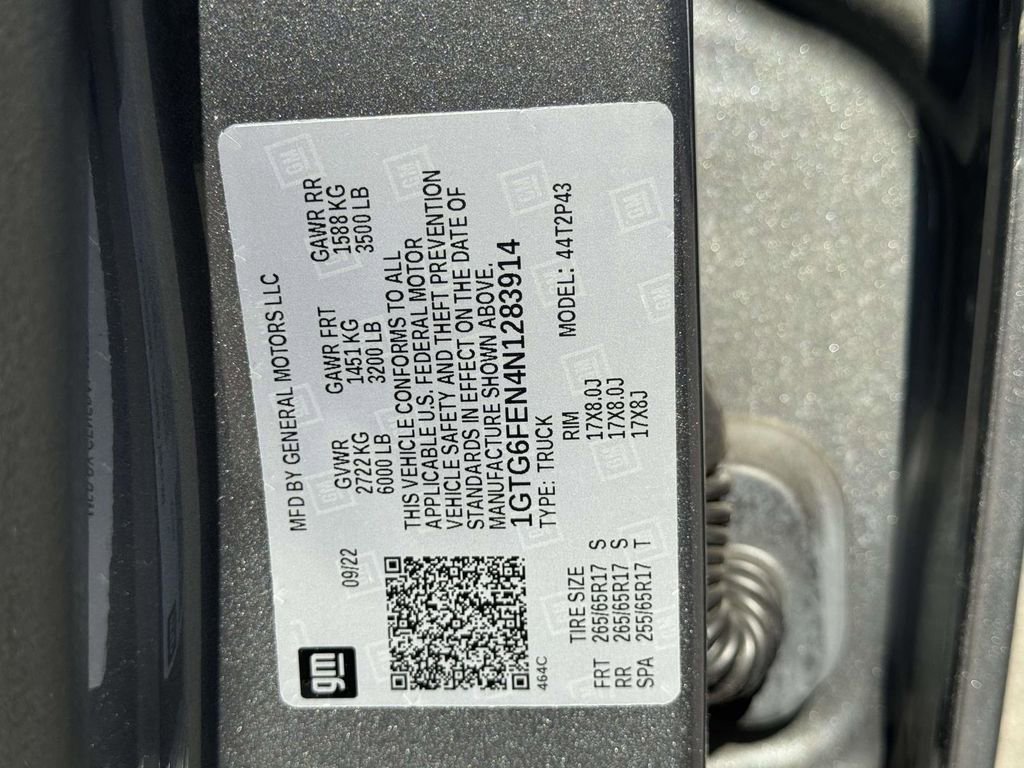 gm
09/22
MFD BY GENERAL MOTORS LLC
GVWR GAWR FRT GAWR RR
2722KG 1451 KG 1588 KG
6000 LB 3200 LB 3500 LB
THIS VEHICLE CONFORMS TO ALL
APPLICABLE U.S. FEDERAL MOTOR
VEHICLE SAFETY AND THEFT PREVENTION
STANDARDS IN EFFECT ON THE DATE OF
MANUFACTURE SHOWN ABOVE.
1GTG6FEN4N1283914
TYPE: TRUCK MODEL: 44T2P43
464C
TIRE SIZE RIM
FRT 265/65R17 S 17X8.0J
RR 265/65R17 S 17X8.0J
SPA 255/65R17 T 17X8J